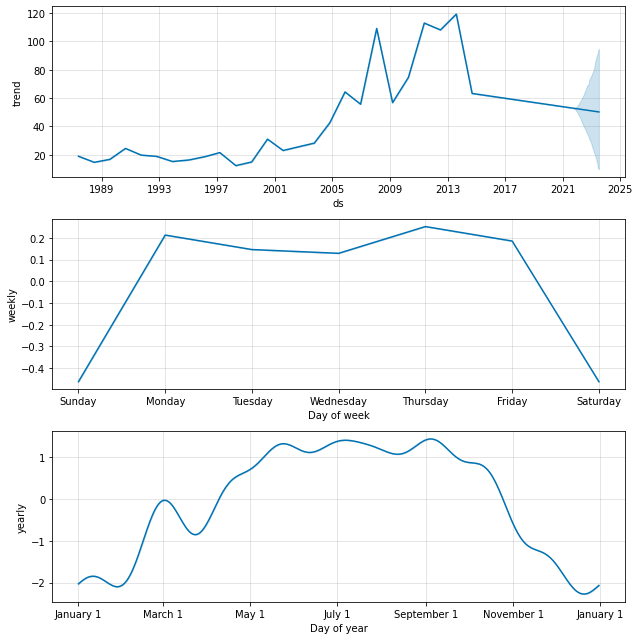 120
100
80
60
40
20
trend
1989 1993 1997 2001 2005 2009 2013 2017 2021 2025
ds
0.2
0.1
0.0
−0.1
−0.2
−0.3
−0.4
weekly
Sunday Monday Tuesday Wednesday Thursday Friday Saturday
Day of week
1
0
−1
−2
yearly
January 1 March 1 May 1 July 1 September 1 November 1 January 1
Day of year